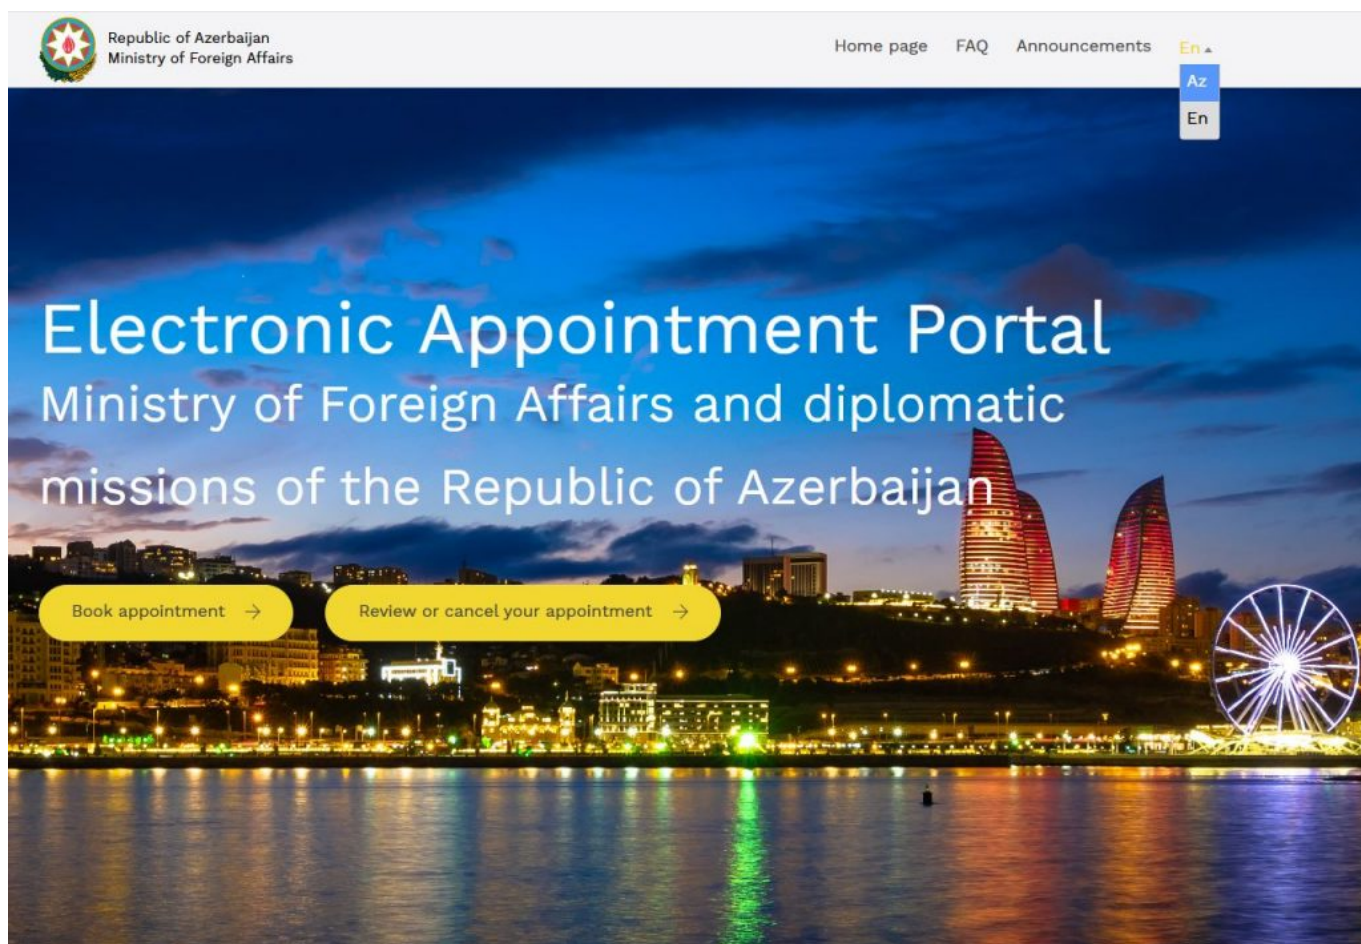 Republic of Azerbaijan
Ministry of Foreign Affairs
Home page FAQ Announcements En
Az
En
Electronic Appointment Portal
Ministry of Foreign Affairs and diplomatic
missions of the Republic of Azerbaijan
Book appointment → Review or cancel your appointment →